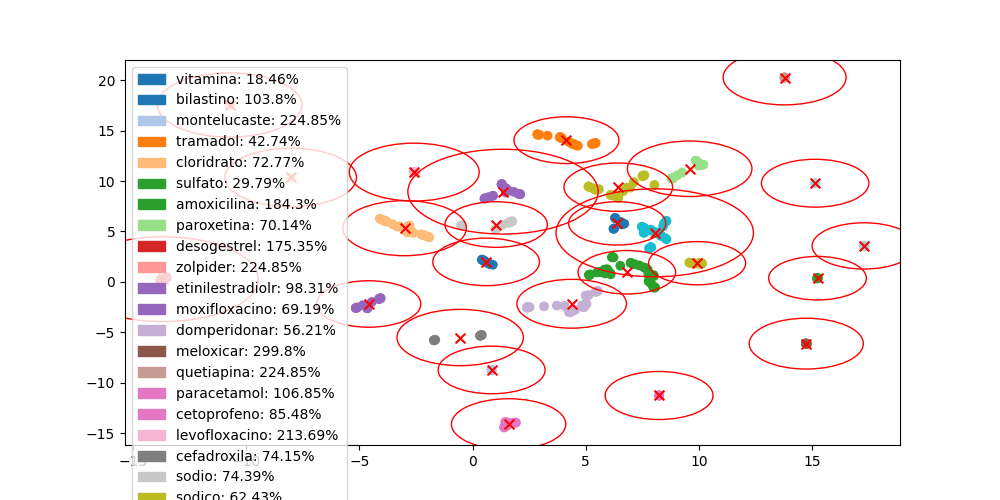 20
15
10
5
0
−5
−10
−15
−5
0
5
10
15
vitamina: 18.46%
bilastino: 103.8%
montelucaste: 224.85%
tramadol: 42.74%
cloridrato: 72.77%
sulfato: 29.79%
amoxicilina: 184.3%
paroxetina: 70.14%
desogestrel: 175.35%
zolpider: 224.85%
etinilestradiolr: 98.31%
moxifloxacino: 69.19%
domperidonar: 56.21%
meloxicar: 299.8%
quetiapina: 224.85%
paracetamol: 106.85%
cetoprofeno: 85.48%
levofloxacino: 213.69%
cefadroxila: 74.15%
sodio: 74.39%
sodico: 62.43%